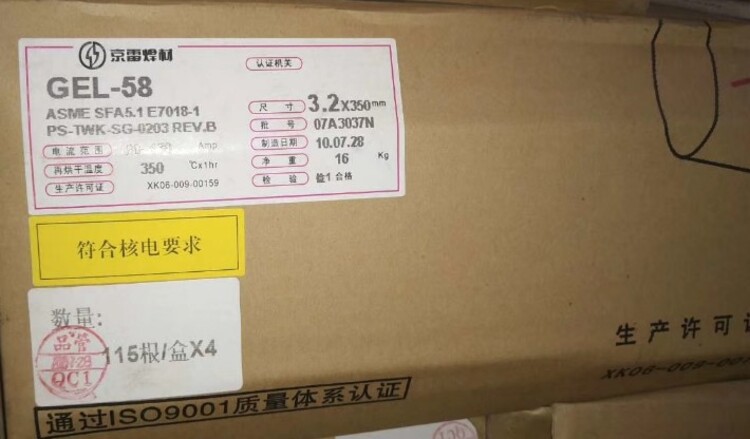 京雷焊材
认证机关
GEL-58
ASME SFA5.1 E7018-1
PS-TWK-SG-0203 REV.B
尺寸 3.2X350mm
批号 07A3037N
电流范围 Amp
制造日期 10.07.28
再烘干温度 350 ℃x1hr
净重 16 Kg
生产许可证 XK06-009-00159
检验 检1 合格
符合核电要求
数量:
115根/盒X4
品管
QC1
生产许可证
XK06-009-00
通过ISO9001质量体系认证